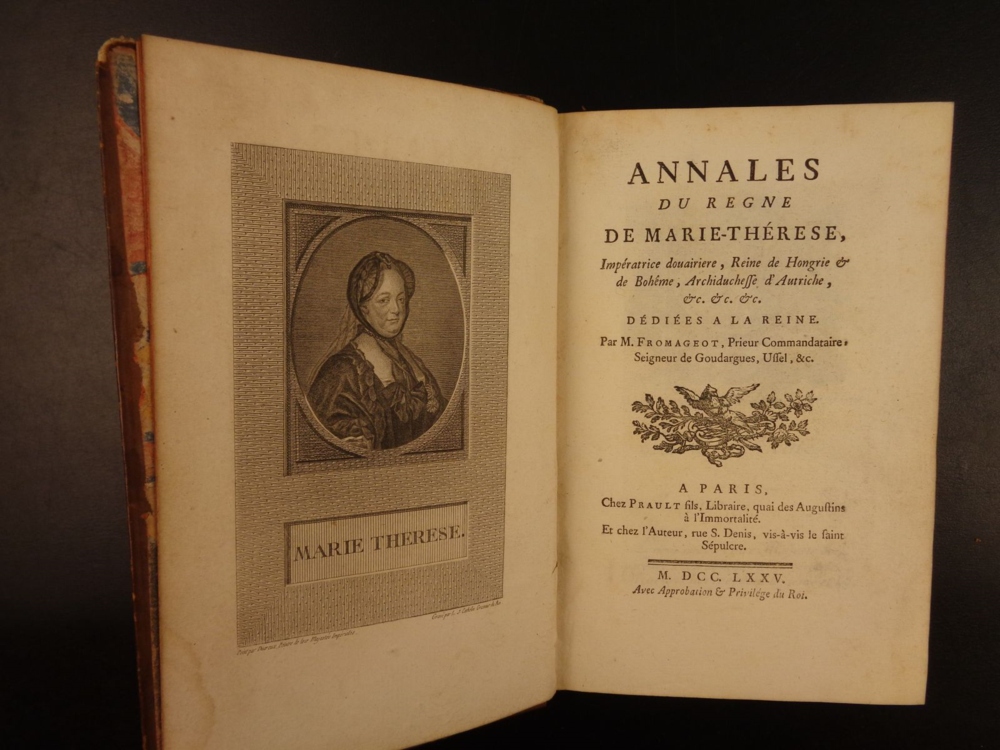 MARIE THERESE.
ANNALES
DU REGNE
DE MARIE-THÉRESE,
Impératrice douairiere, Reine de Hongrie &
de Bohême, Archiduchesse d'Autriche,
&c. &c. &c.
DÉDIÉES A LA REINE.
Par M. FROMAGEOT, Prieur Commandataire,
Seigneur de Goudargues, Ussel, &c.
A PARIS,
Chez PRAULT fils, Libraire, quai des Augustins
à l'Immortalité.
Et chez l'Auteur, rue S. Denis, vis-à-vis le saint
Sépulcre.
M. DCC. LXXV.
Avec Approbation & Privilége du Roi.